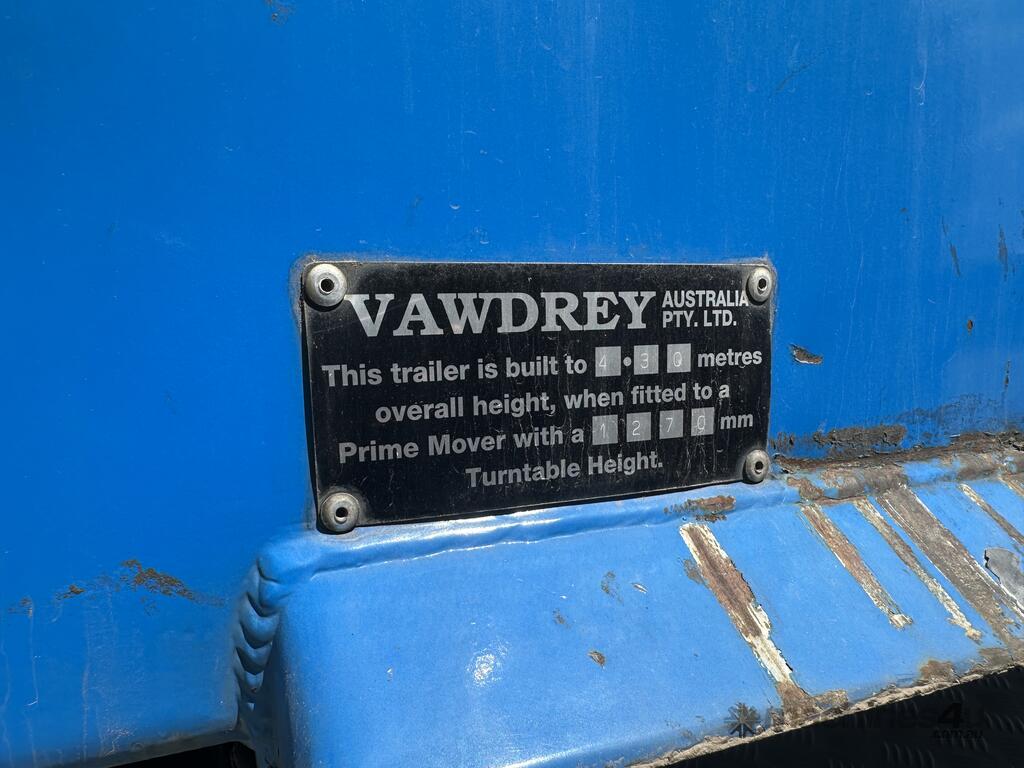 VAWDREY AUSTRALIA PTY. LTD.
This trailer is built to 4.30 metres
overall height, when fitted to a
Prime Mover with a 1270 mm
Turntable Height.